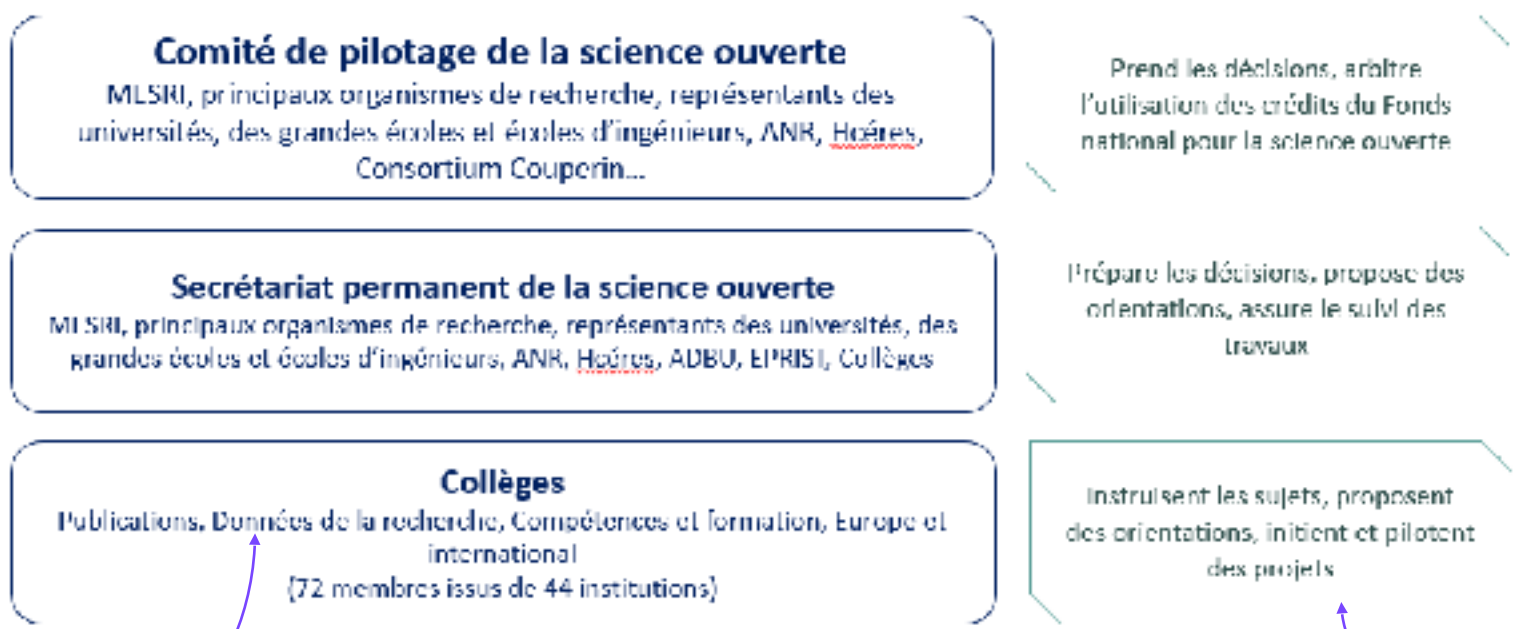 Comité de pilotage de la science ouverte
MESRI, principaux organismes de recherche, représentants des
universités, des grandes écoles et écoles d'ingénieurs, ANR, Hcéres,
Consortium Couperin...
Prend les décisions, arbitre
l'utilisation des crédits du Fonds
national pour la science ouverte
Secrétariat permanent de la science ouverte
MESRI, principaux organismes de recherche, représentants des universités, des
grandes écoles et écoles d'ingénieurs, ANR, Hcéres, ADBU, EPRIST, Collèges
Prépare les décisions, propose des
orientations, assure le suivi des
travaux
Collèges
Publications, Données de la recherche, Compétences et formation, Europe et
international
(72 membres issus de 44 institutions)
Instruisent les sujets, proposent
des orientations, initient et pilotent
des projets